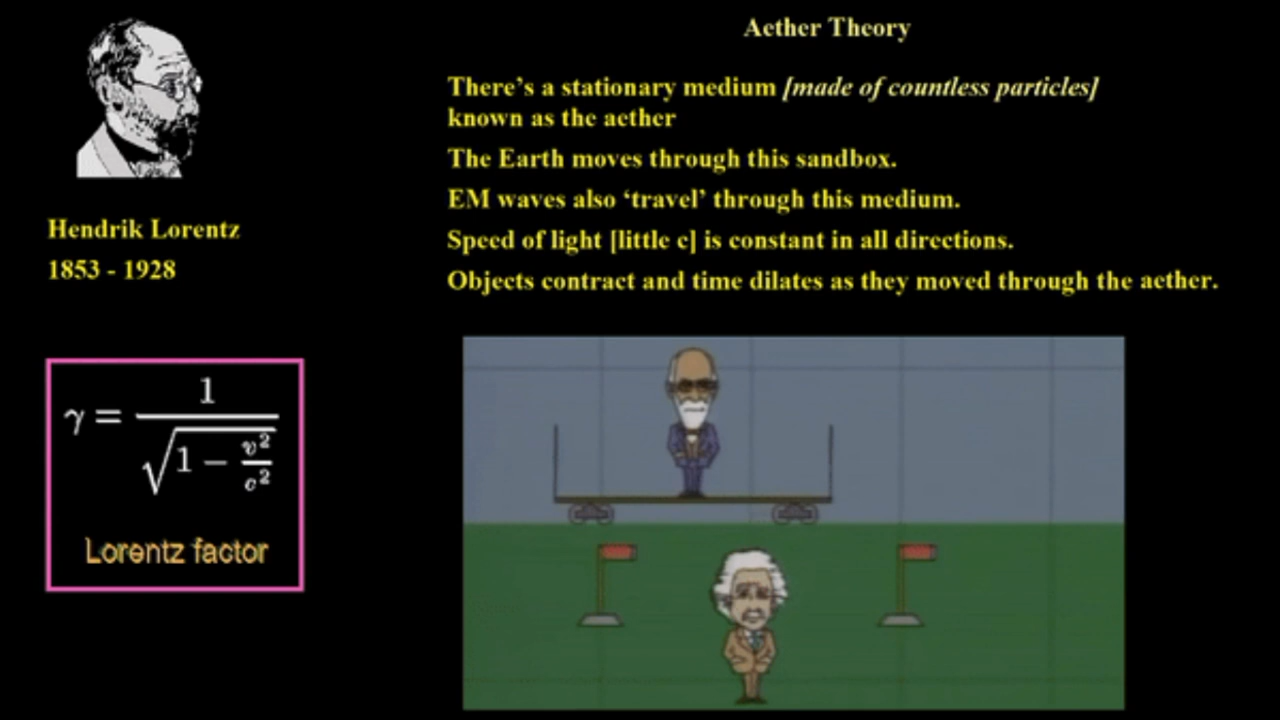 Aether Theory
There's a stationary medium [made of countless particles]
known as the aether
The Earth moves through this sandbox.
EM waves also ‘travel’ through this medium.
Speed of light [little c] is constant in all directions.
Objects contract and time dilates as they moved through the aether.
Hendrik Lorentz
1853 - 1928
γ = 1 / √(1 − v²/c²)
Lorentz factor